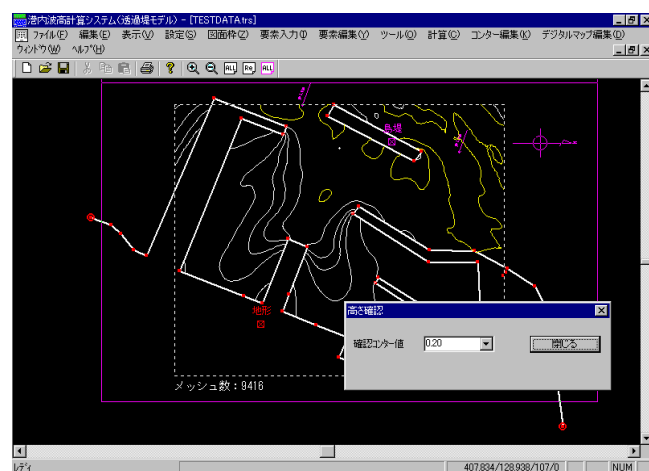 港内波高計算システム(透過堤モデル) - [TESTDATA.trs]
ファイル(F) 編集(E) 表示(V) 設定(S) 図面枠(Z) 要素入力(I) 要素編集(Y) ツール(O) 計算(C) コンター編集(K) デジタルマップ編集(D)
ウィンドウ(W) ヘルプ(H)
ALL Re, ALL
島堤
地形
高さ確認
確認コンター値 0.20 閉じる
メッシュ数:9416
レディ 407.834/128.938/107/0 NUM